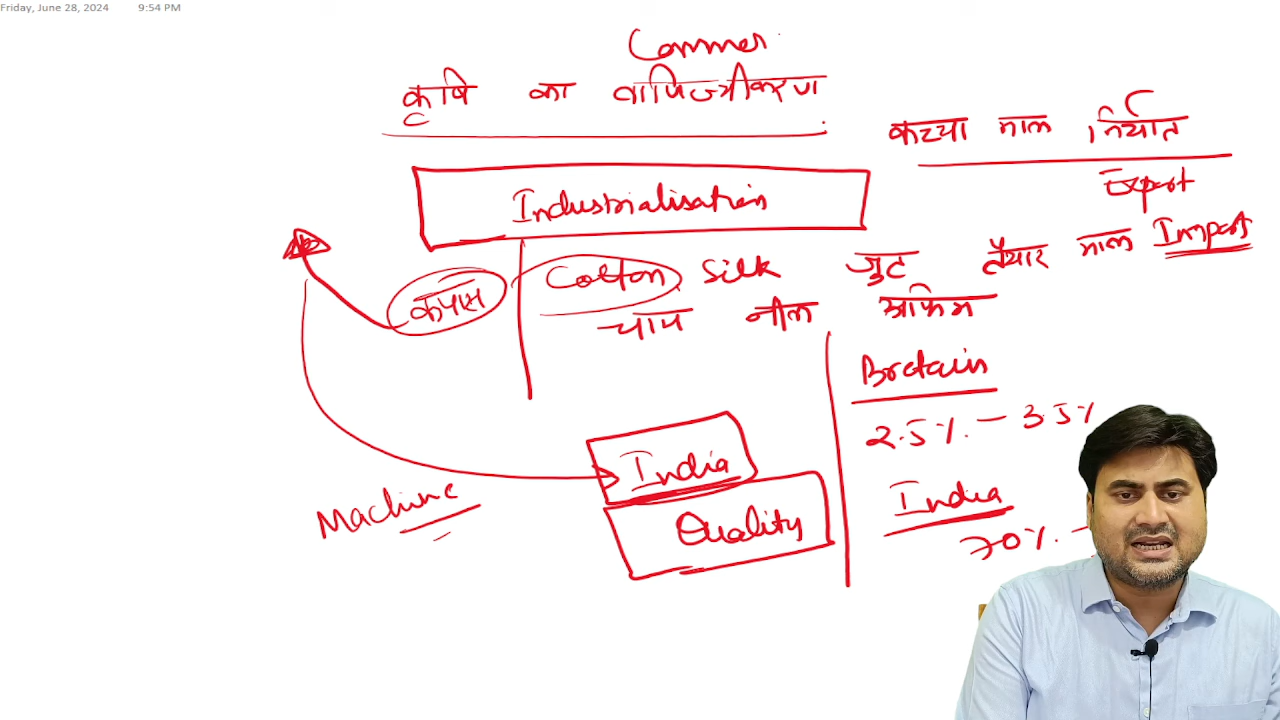 Friday, June 28, 2024 9:54 PM
Commer
कृषि का वाणिज्यीकरण
कच्चा माल निर्यात
Export
Industrialisation
तैयार माल Import
कपास Cotton Silk जुट
चाय नील अफिम
Bretain
2.5%. - 3.5%
India
Quality
Machine
India
70%. -